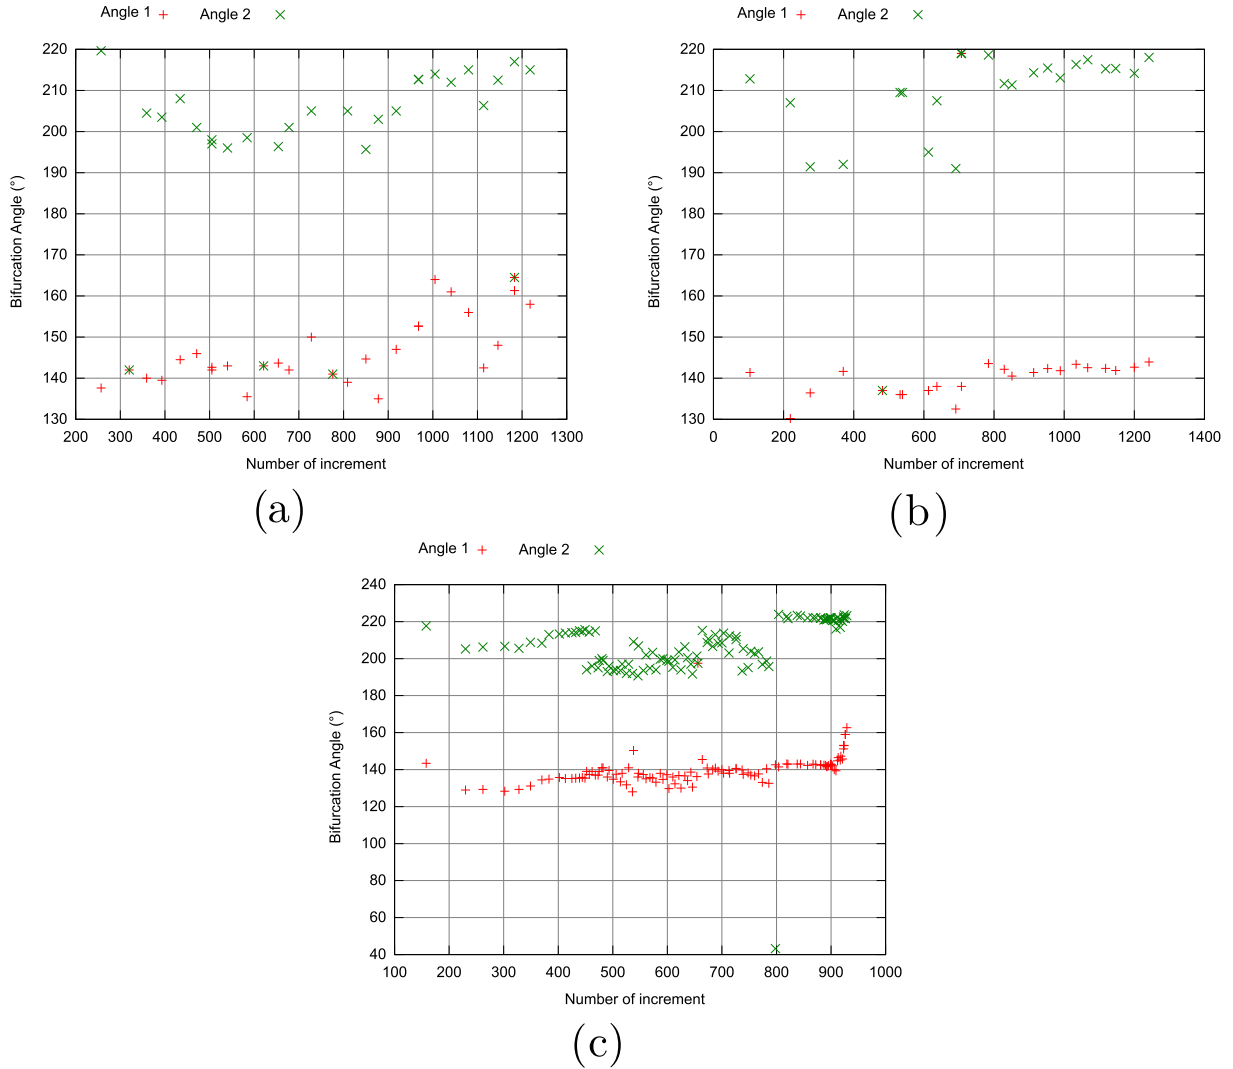 Angle 1 Angle 2
220
210
200
190
180
170
160
150
140
130
Bifurcation Angle (°)
200 300 400 500 600 700 800 900 1000 1100 1200 1300
Number of increment
(a)
Angle 1 Angle 2
220
210
200
190
180
170
160
150
140
130
Bifurcation Angle (°)
0 200 400 600 800 1000 1200 1400
Number of increment
(b)
Angle 1 Angle 2
240
220
200
180
160
140
120
100
80
60
40
Bifurcation Angle (°)
100 200 300 400 500 600 700 800 900 1000
Number of increment
(c)